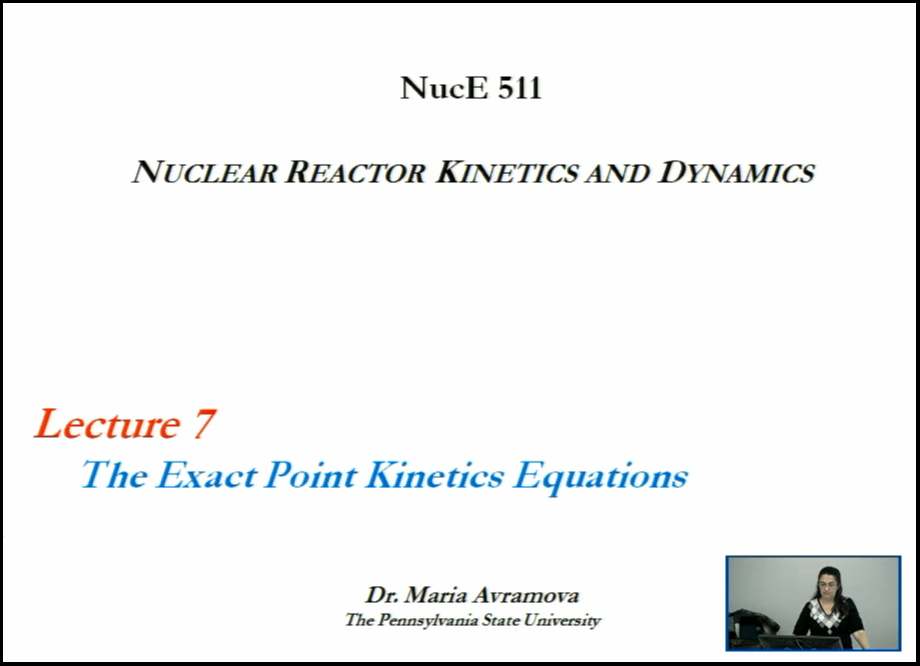 NucE 511
NUCLEAR REACTOR KINETICS AND DYNAMICS
Lecture 7
The Exact Point Kinetics Equations
Dr. Maria Avramova
The Pennsylvania State University